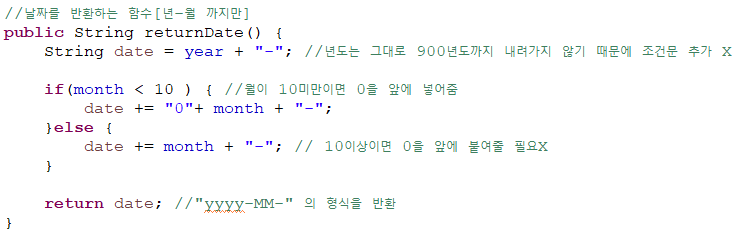 //날짜를 반환하는 함수[년-월 까지만]
public String returnDate() {
String date = year + "-"; //년도는 그대로 900년도까지 내려가지 않기 때문에 조건문 추가 X
if(month < 10 ) { //월이 10미만이면 0을 앞에 넣어줌
date += "0"+ month + "-";
}else {
date += month + "-"; // 10이상이면 0을 앞에 붙여줄 필요X
}
return date; //"yyyy-MM-" 의 형식을 반환
}